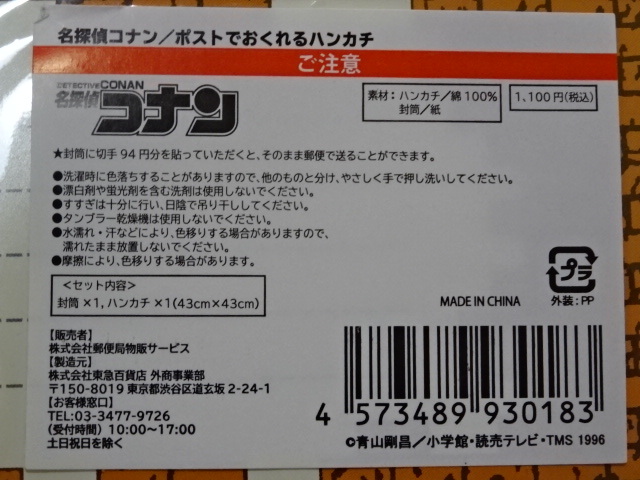 名探偵コナン／ポストでおくれるハンカチ
ご注意
DETECTIVE CONAN
名探偵コナン
素材：ハンカチ／綿100%
封筒／紙
1,100円(税込)
★封筒に切手94円分を貼っていただくと、そのまま郵便で送ることができます。
●洗濯時に色落ちすることがありますので、他のものと分け、やさしく手で押し洗いしてください。
●漂白剤や蛍光剤を含む洗剤は使用しないでください。
●すすぎは十分に行い、日陰で吊り干ししてください。
●タンブラー乾燥機は使用しないでください。
●水濡れ・汗などにより、色移りする場合がありますので、
濡れたまま放置しないでください。
●摩擦により、色移りする場合があります。
＜セット内容＞
封筒×1,ハンカチ×1(43cm×43cm)
MADE IN CHINA
プラ
外装：PP
【販売者】
株式会社郵便局物販サービス
【製造元】
株式会社東急百貨店 外商事業部
〒150-8019 東京都渋谷区道玄坂 2-24-1
【お客様窓口】
TEL:03-3477-9726
(受付時間) 10:00～17:00
土日祝日を除く
4 573489 930183
©青山剛昌／小学館・読売テレビ・TMS 1996